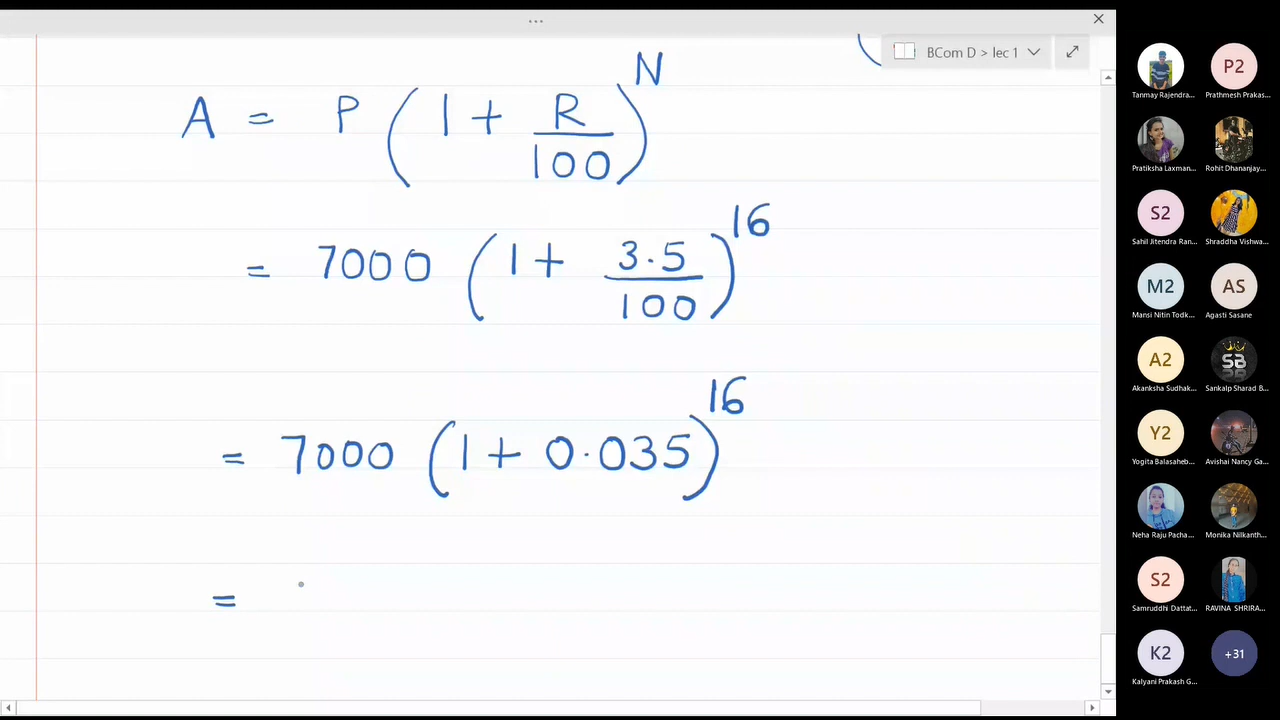 BCom D > lec 1
A = P ( 1 + R/100 )^N
= 7000 ( 1 + 3.5/100 )^16
= 7000 ( 1 + 0.035 )^16
=
Tanmay Rajendra...
P2
Prathmesh Prakas...
Pratiksha Laxman...
Rohit Dhananjay...
S2
Sahil Jitendra Ran...
Shraddha Vishwa...
M2
Mansi Nitin Todk...
AS
Agasti Sasane
A2
Akanksha Sudhak...
SB
Sankalp Sharad B...
Y2
Yogita Balasaheb...
Avishai Nancy Ga...
Neha Raju Pacha...
Monika Nilkanth...
S2
Samruddhi Dattat...
RAVINA SHRIRA...
K2
Kalyani Prakash G...
+31